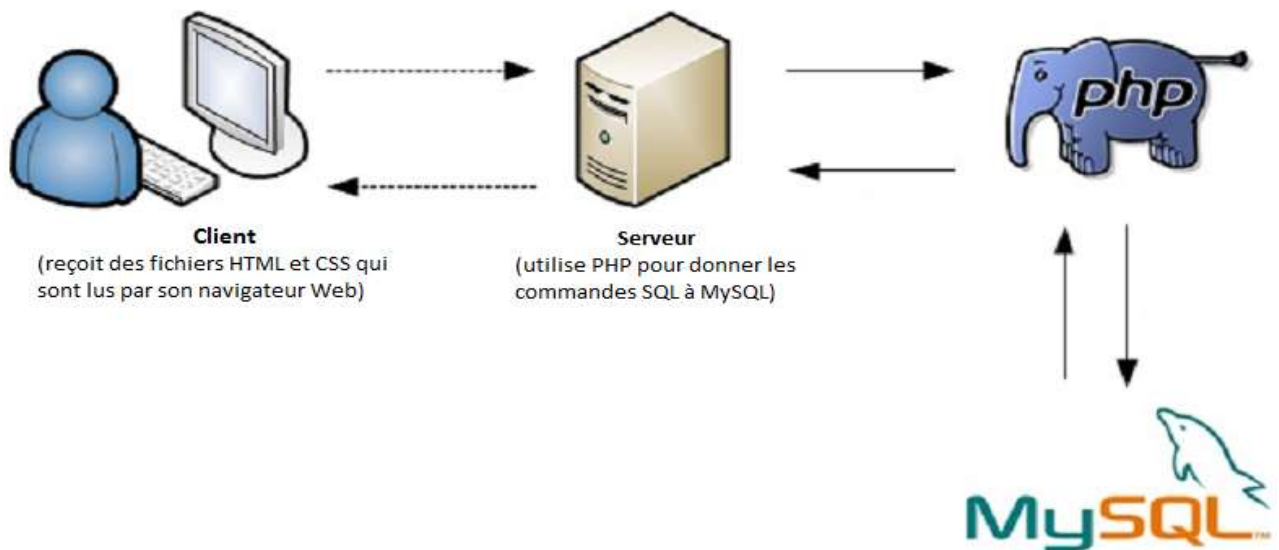 php
Client
(reçoit des fichiers HTML et CSS qui
sont lus par son navigateur Web)
Serveur
(utilise PHP pour donner les
commandes SQL à MySQL)
MySQL™